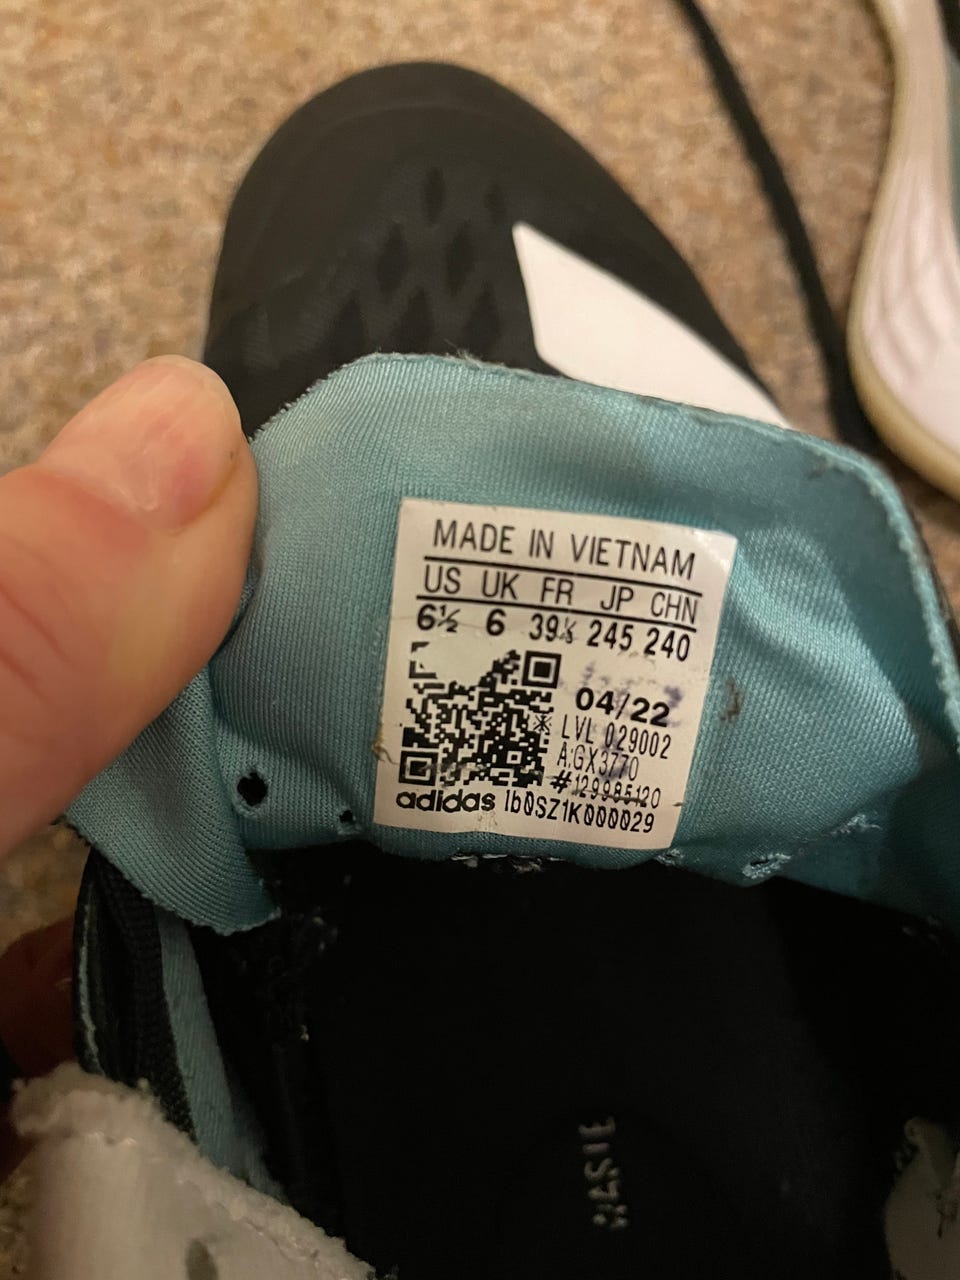 MADE IN VIETNAM
US UK FR JP CHN
6½ 6 39⅓ 245 240
04/22
LVL 029002
A:GX3770
#129985120
adidas 1b0SZ1K000029